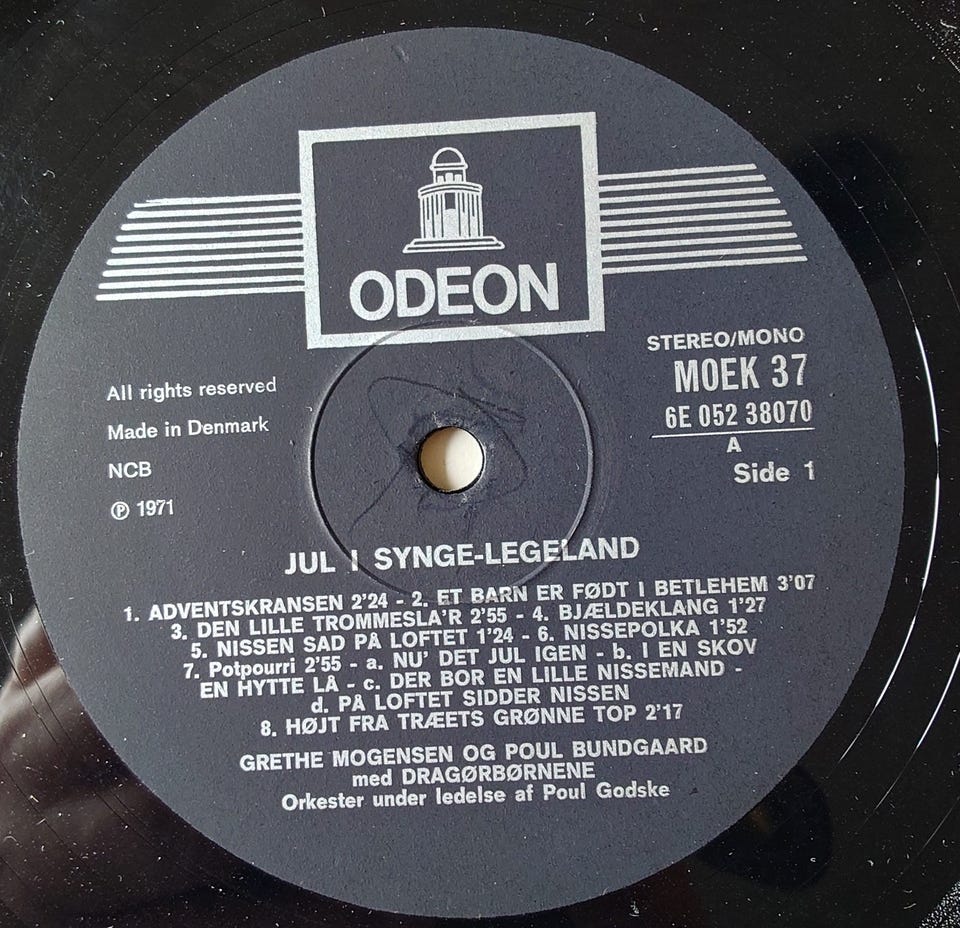 ODEON
STEREO/MONO
MOEK 37
6E 052 38070
A
Side 1
All rights reserved
Made in Denmark
NCB
℗ 1971
JUL I SYNGE-LEGELAND
1. ADVENTSKRANSEN 2'24 - 2. ET BARN ER FØDT I BETLEHEM 3'07
3. DEN LILLE TROMMESLA'R 2'55 - 4. BJÆLDEKLANG 1'27
5. NISSEN SAD PÅ LOFTET 1'24 - 6. NISSEPOLKA 1'52
7. Potpourri 2'55 - a. NU' DET JUL IGEN - b. I EN SKOV
EN HYTTE LÅ - c. DER BOR EN LILLE NISSEMAND -
d. PÅ LOFTET SIDDER NISSEN
8. HØJT FRA TRÆETS GRØNNE TOP 2'17
GRETHE MOGENSEN OG POUL BUNDGAARD
med DRAGØRBØRNENE
Orkester under ledelse af Poul Godske